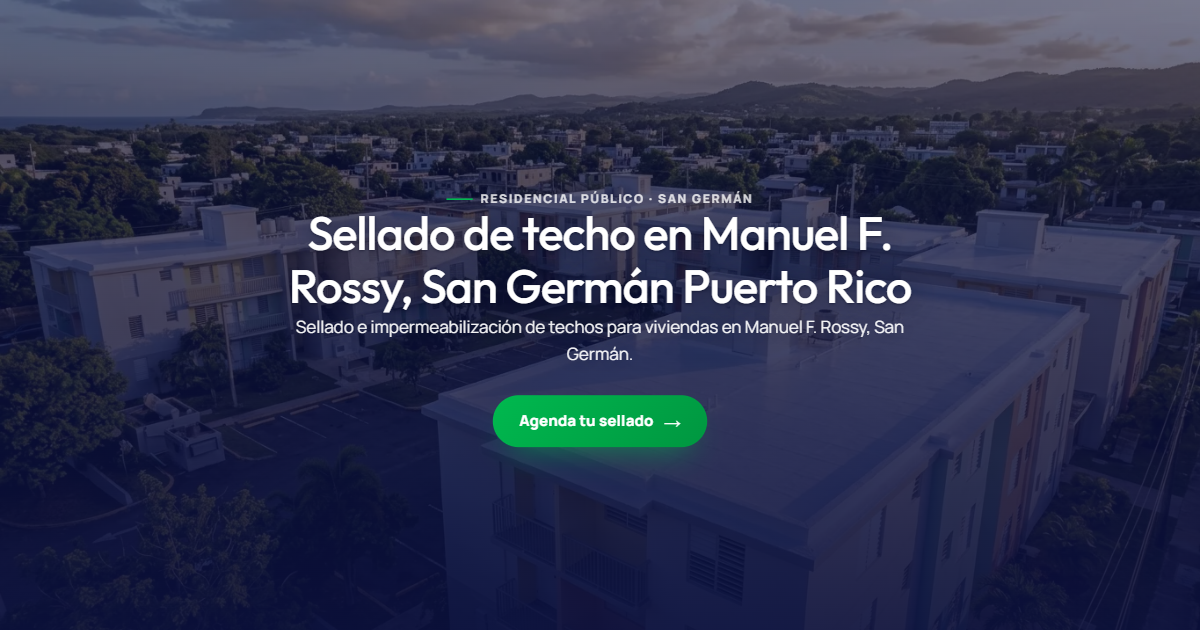 RESIDENCIAL PÚBLICO · SAN GERMÁN
Sellado de techo en Manuel F.
Rossy, San Germán Puerto Rico
Sellado e impermeabilización de techos para viviendas en Manuel F. Rossy, San
Germán.
Agenda tu sellado →